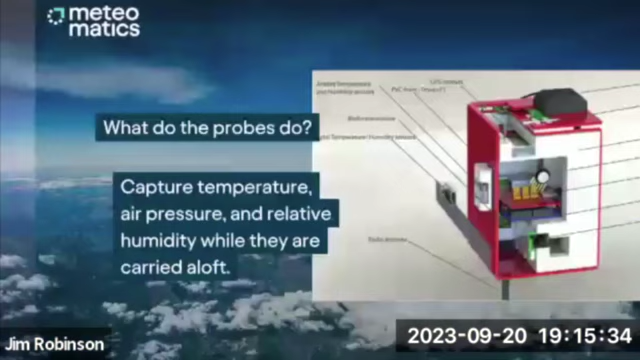 meteo
matics
What do the probes do?
Capture temperature,
air pressure, and relative
humidity while they are
carried aloft.
Jim Robinson
2023-09-20 19:15:34